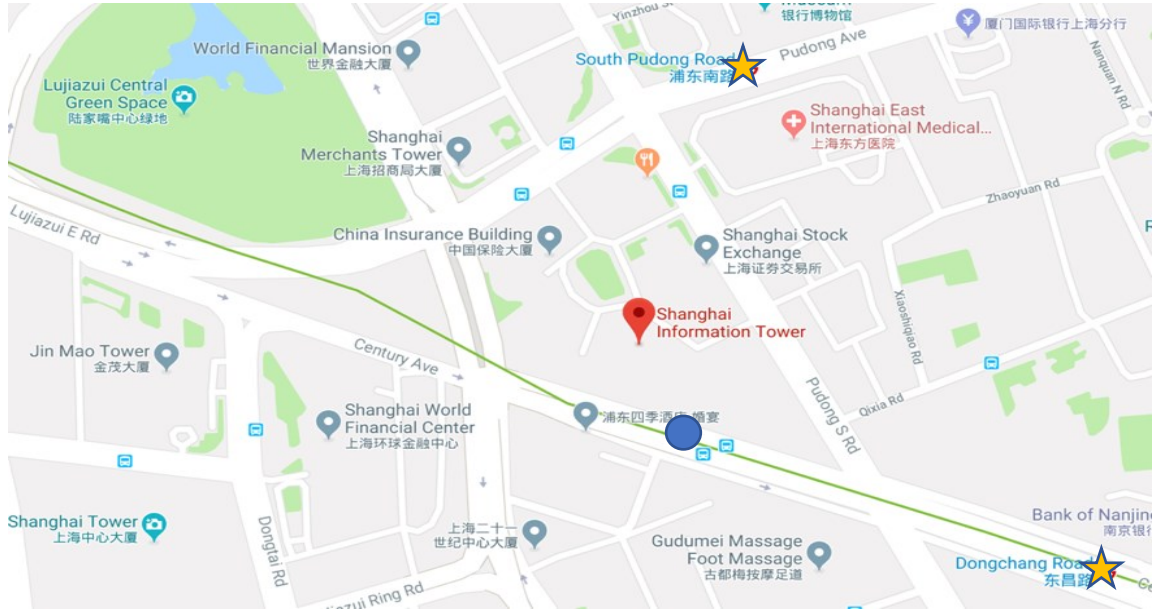 Yinzhou S
Museum
银行博物馆
厦门国际银行上海分行
Pudong Ave
World Financial Mansion
世界金融大厦
South Pudong Road
浦东南路
Nanquan N Rd
Lujiazui Central
Green Space
陆家嘴中心绿地
Shanghai East
International Medical...
上海东方医院
Shanghai
Merchants Tower
上海招商局大厦
Zhaoyuan Rd
Lujiazui E Rd
China Insurance Building
中国保险大厦
Shanghai Stock
Exchange
上海证券交易所
R
Shanghai
Information Tower
Xiaoshiqiao Rd
Jin Mao Tower
金茂大厦
Century Ave
Pudong S Rd
Qixia Rd
Shanghai World
Financial Center
上海环球金融中心
浦东四季酒店 婚宴
Shanghai Tower
上海中心大厦
Dongtai Rd
上海二十一
世纪中心大厦
Gudumei Massage
Foot Massage
古都梅按摩足道
Bank of Nanjing
南京银行
Dongchang Road
东昌路
jiazui Ring Rd